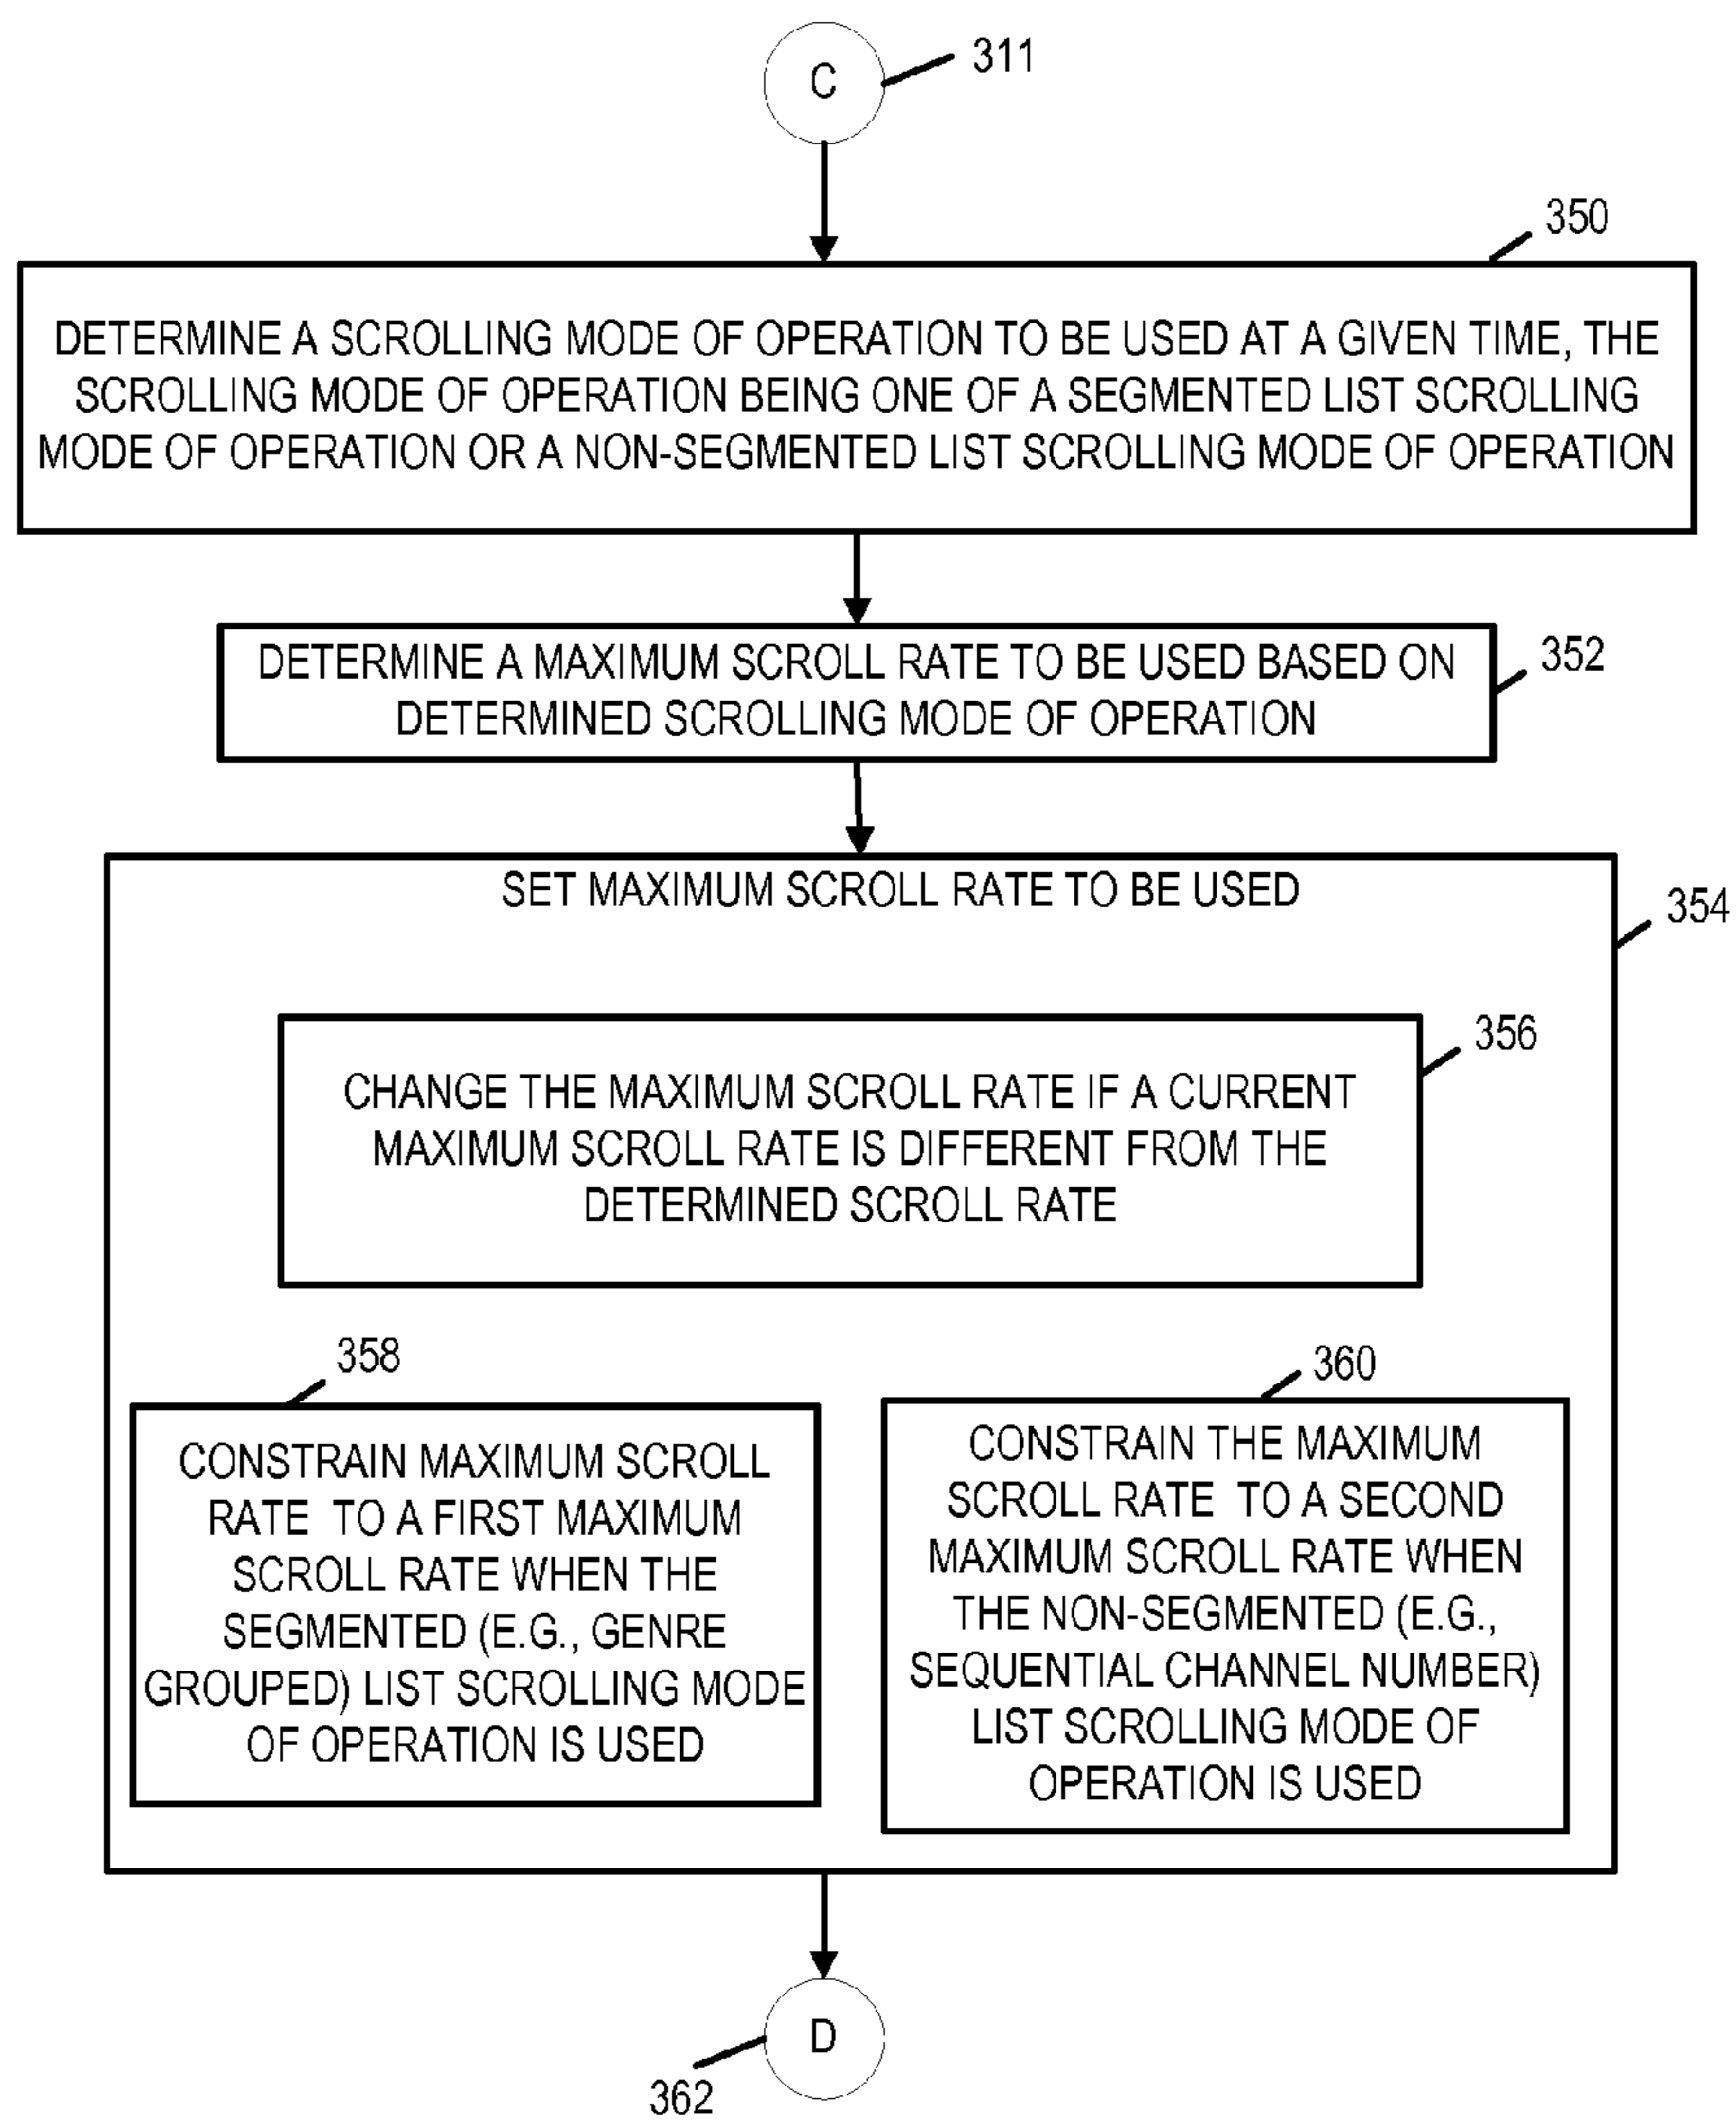 C
311
350
DETERMINE A SCROLLING MODE OF OPERATION TO BE USED AT A GIVEN TIME, THE
SCROLLING MODE OF OPERATION BEING ONE OF A SEGMENTED LIST SCROLLING
MODE OF OPERATION OR A NON-SEGMENTED LIST SCROLLING MODE OF OPERATION
352
DETERMINE A MAXIMUM SCROLL RATE TO BE USED BASED ON
DETERMINED SCROLLING MODE OF OPERATION
SET MAXIMUM SCROLL RATE TO BE USED
354
356
CHANGE THE MAXIMUM SCROLL RATE IF A CURRENT
MAXIMUM SCROLL RATE IS DIFFERENT FROM THE
DETERMINED SCROLL RATE
358
CONSTRAIN MAXIMUM SCROLL
RATE TO A FIRST MAXIMUM
SCROLL RATE WHEN THE
SEGMENTED (E.G., GENRE
GROUPED) LIST SCROLLING MODE
OF OPERATION IS USED
360
CONSTRAIN THE MAXIMUM
SCROLL RATE TO A SECOND
MAXIMUM SCROLL RATE WHEN
THE NON-SEGMENTED (E.G.,
SEQUENTIAL CHANNEL NUMBER)
LIST SCROLLING MODE OF
OPERATION IS USED
D
362